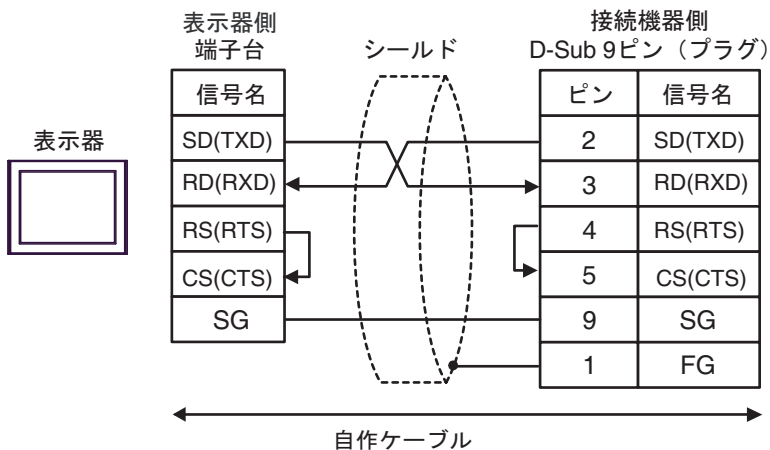 表示器側
端子台
シールド
接続機器側
D-Sub 9ピン（プラグ）
信号名
ピン 信号名
表示器
SD(TXD) 2 SD(TXD)
RD(RXD) 3 RD(RXD)
RS(RTS) 4 RS(RTS)
CS(CTS) 5 CS(CTS)
SG 9 SG
1 FG
自作ケーブル